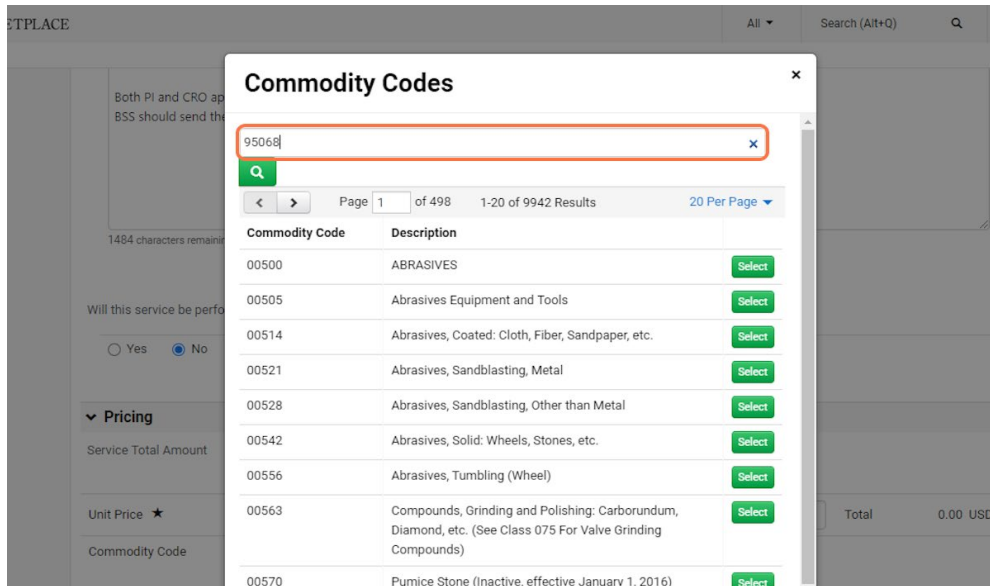 ETPLACE
All
Search (Alt+Q)
Commodity Codes
×
Both PI and CRO ap
BSS should send the
95068
×
Page 1 of 498 1-20 of 9942 Results 20 Per Page
1484 characters remainin
Commodity Code Description
00500 ABRASIVES Select
00505 Abrasives Equipment and Tools Select
Will this service be perfo
00514 Abrasives, Coated: Cloth, Fiber, Sandpaper, etc. Select
Yes No
00521 Abrasives, Sandblasting, Metal Select
00528 Abrasives, Sandblasting, Other than Metal Select
Pricing
00542 Abrasives, Solid: Wheels, Stones, etc. Select
Service Total Amount
00556 Abrasives, Tumbling (Wheel) Select
00563 Compounds, Grinding and Polishing: Carborundum, Select
Diamond, etc. (See Class 075 For Valve Grinding
Compounds)
Unit Price ★
Total 0.00 USD
Commodity Code
00570 Pumice Stone (Inactive, effective January 1, 2016) Select